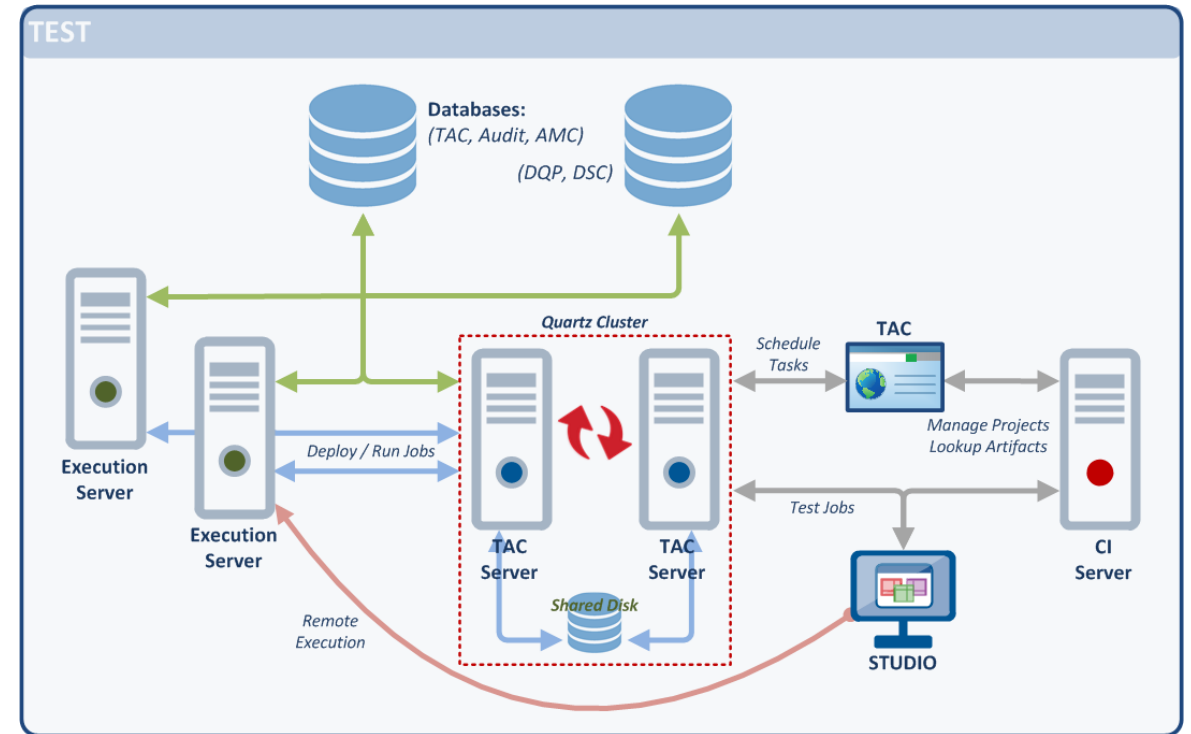 TEST
Databases:
(TAC, Audit, AMC)
(DQP, DSC)
Quartz Cluster
TAC
Schedule
Tasks
Manage Projects
Lookup Artifacts
Deploy / Run Jobs
Execution
Server
Test Jobs
Execution
Server
TAC
Server
TAC
Server
CI
Server
Shared Disk
Remote
Execution
STUDIO